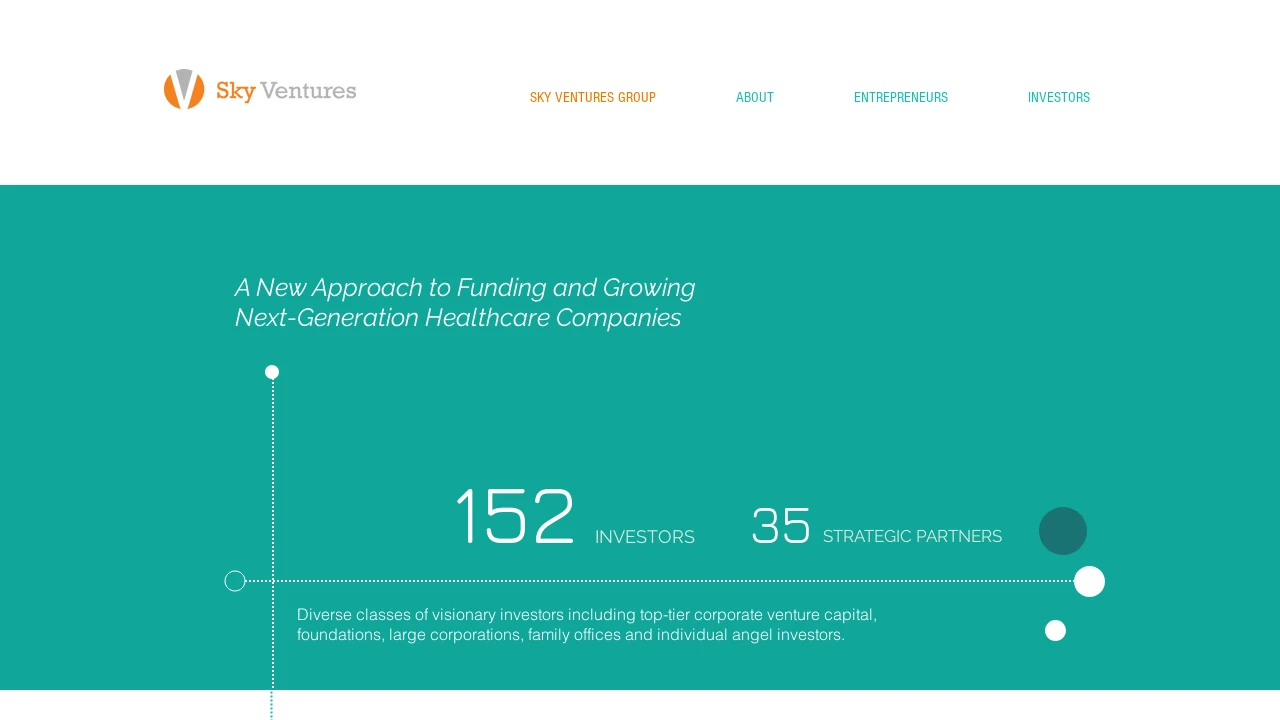 Sky Ventures
SKY VENTURES GROUP
ABOUT
ENTREPRENEURS
INVESTORS
A New Approach to Funding and Growing
Next-Generation Healthcare Companies
152 INVESTORS
35 STRATEGIC PARTNERS
Diverse classes of visionary investors including top-tier corporate venture capital,
foundations, large corporations, family offices and individual angel investors.